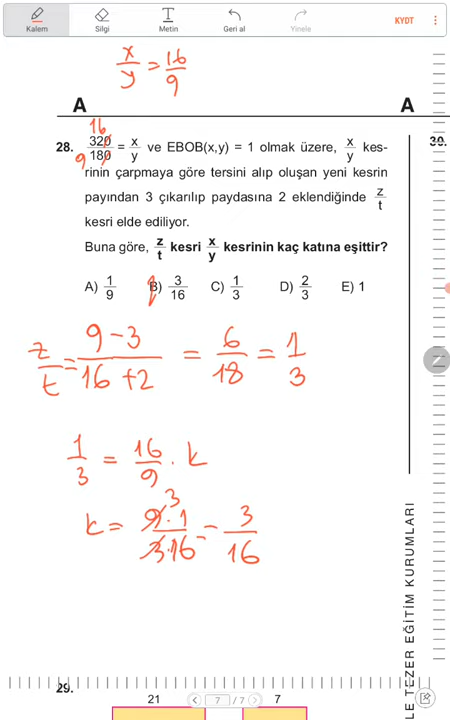 Kalem Silgi Metin Geri al Yinele KYDT
x/y = 16/9
A A
16
28. 320/180 = x/y ve EBOB(x,y) = 1 olmak üzere, x/y kes-
9
rinin çarpmaya göre tersini alıp oluşan yeni kesrin
payından 3 çıkarılıp paydasına 2 eklendiğinde z/t
kesri elde ediliyor.
Buna göre, z/t kesri x/y kesrinin kaç katına eşittir?
A) 1/9 B) 3/16 C) 1/3 D) 2/3 E) 1
z/t = 9-3/16+2 = 6/18 = 1/3
1/3 = 16/9 . k
3
k = 9.1/3.16 = 3/16
30.
LE TEZER EĞİTİM KURUMLARI
29.
21 7
7 / 7